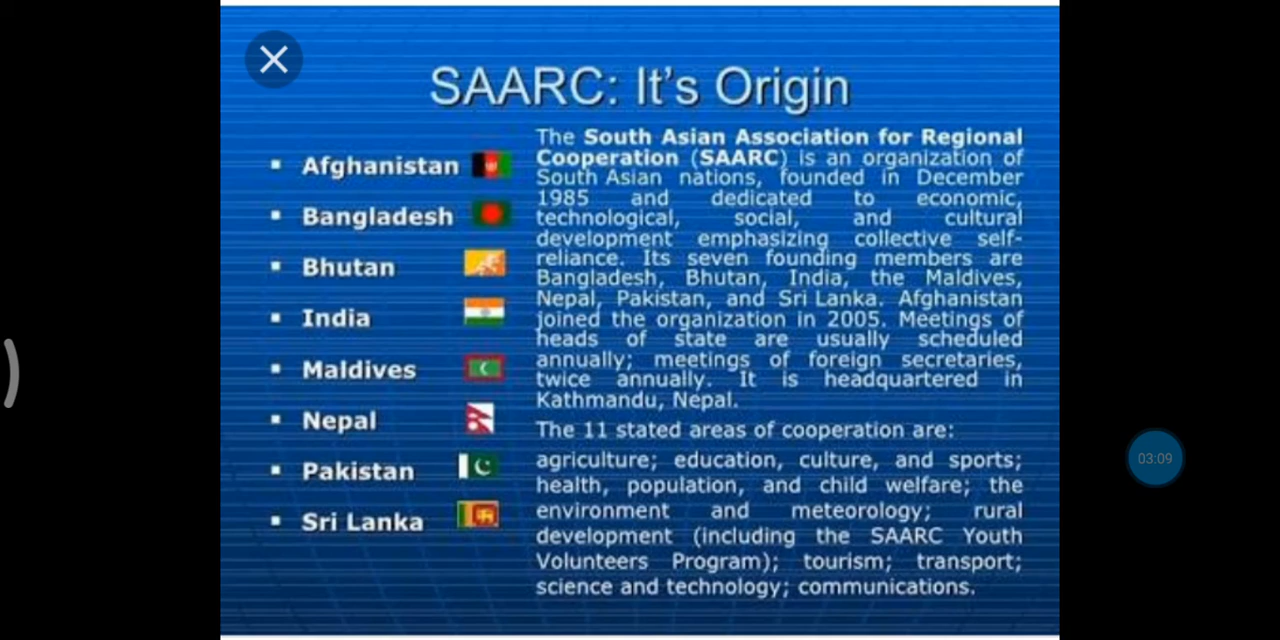 SAARC: It's Origin
▪ Afghanistan
▪ Bangladesh
▪ Bhutan
▪ India
▪ Maldives
▪ Nepal
▪ Pakistan
▪ Sri Lanka
The South Asian Association for Regional
Cooperation (SAARC) is an organization of
South Asian nations, founded in December
1985 and dedicated to economic,
technological, social, and cultural
development emphasizing collective self-
reliance. Its seven founding members are
Bangladesh, Bhutan, India, the Maldives,
Nepal, Pakistan, and Sri Lanka. Afghanistan
joined the organization in 2005. Meetings of
heads of state are usually scheduled
annually; meetings of foreign secretaries,
twice annually. It is headquartered in
Kathmandu, Nepal.
The 11 stated areas of cooperation are:
agriculture; education, culture, and sports;
health, population, and child welfare; the
environment and meteorology; rural
development (including the SAARC Youth
Volunteers Program); tourism; transport;
science and technology; communications.
03:09